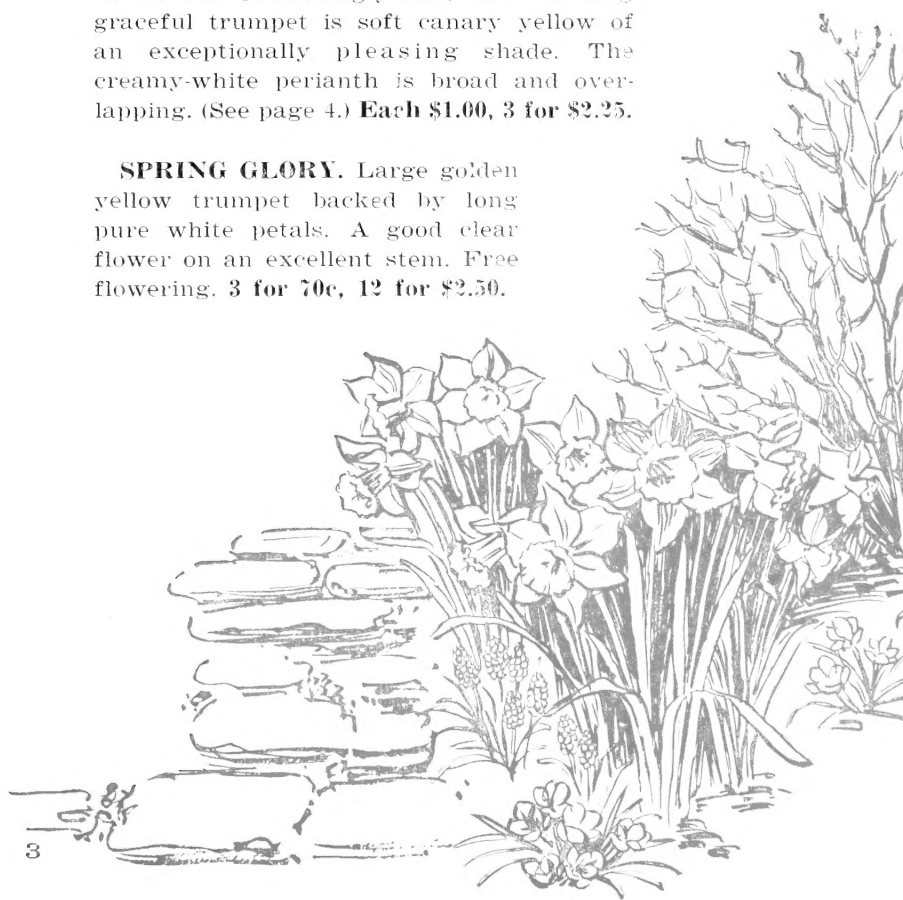 graceful trumpet is soft canary yellow of
an exceptionally pleasing shade. The
creamy-white perianth is broad and over-
lapping. (See page 4.) Each $1.00, 3 for $2.25.
SPRING GLORY. Large golden
yellow trumpet backed by long
pure white petals. A good clear
flower on an excellent stem. Free
flowering. 3 for 70c, 12 for $2.50.
3